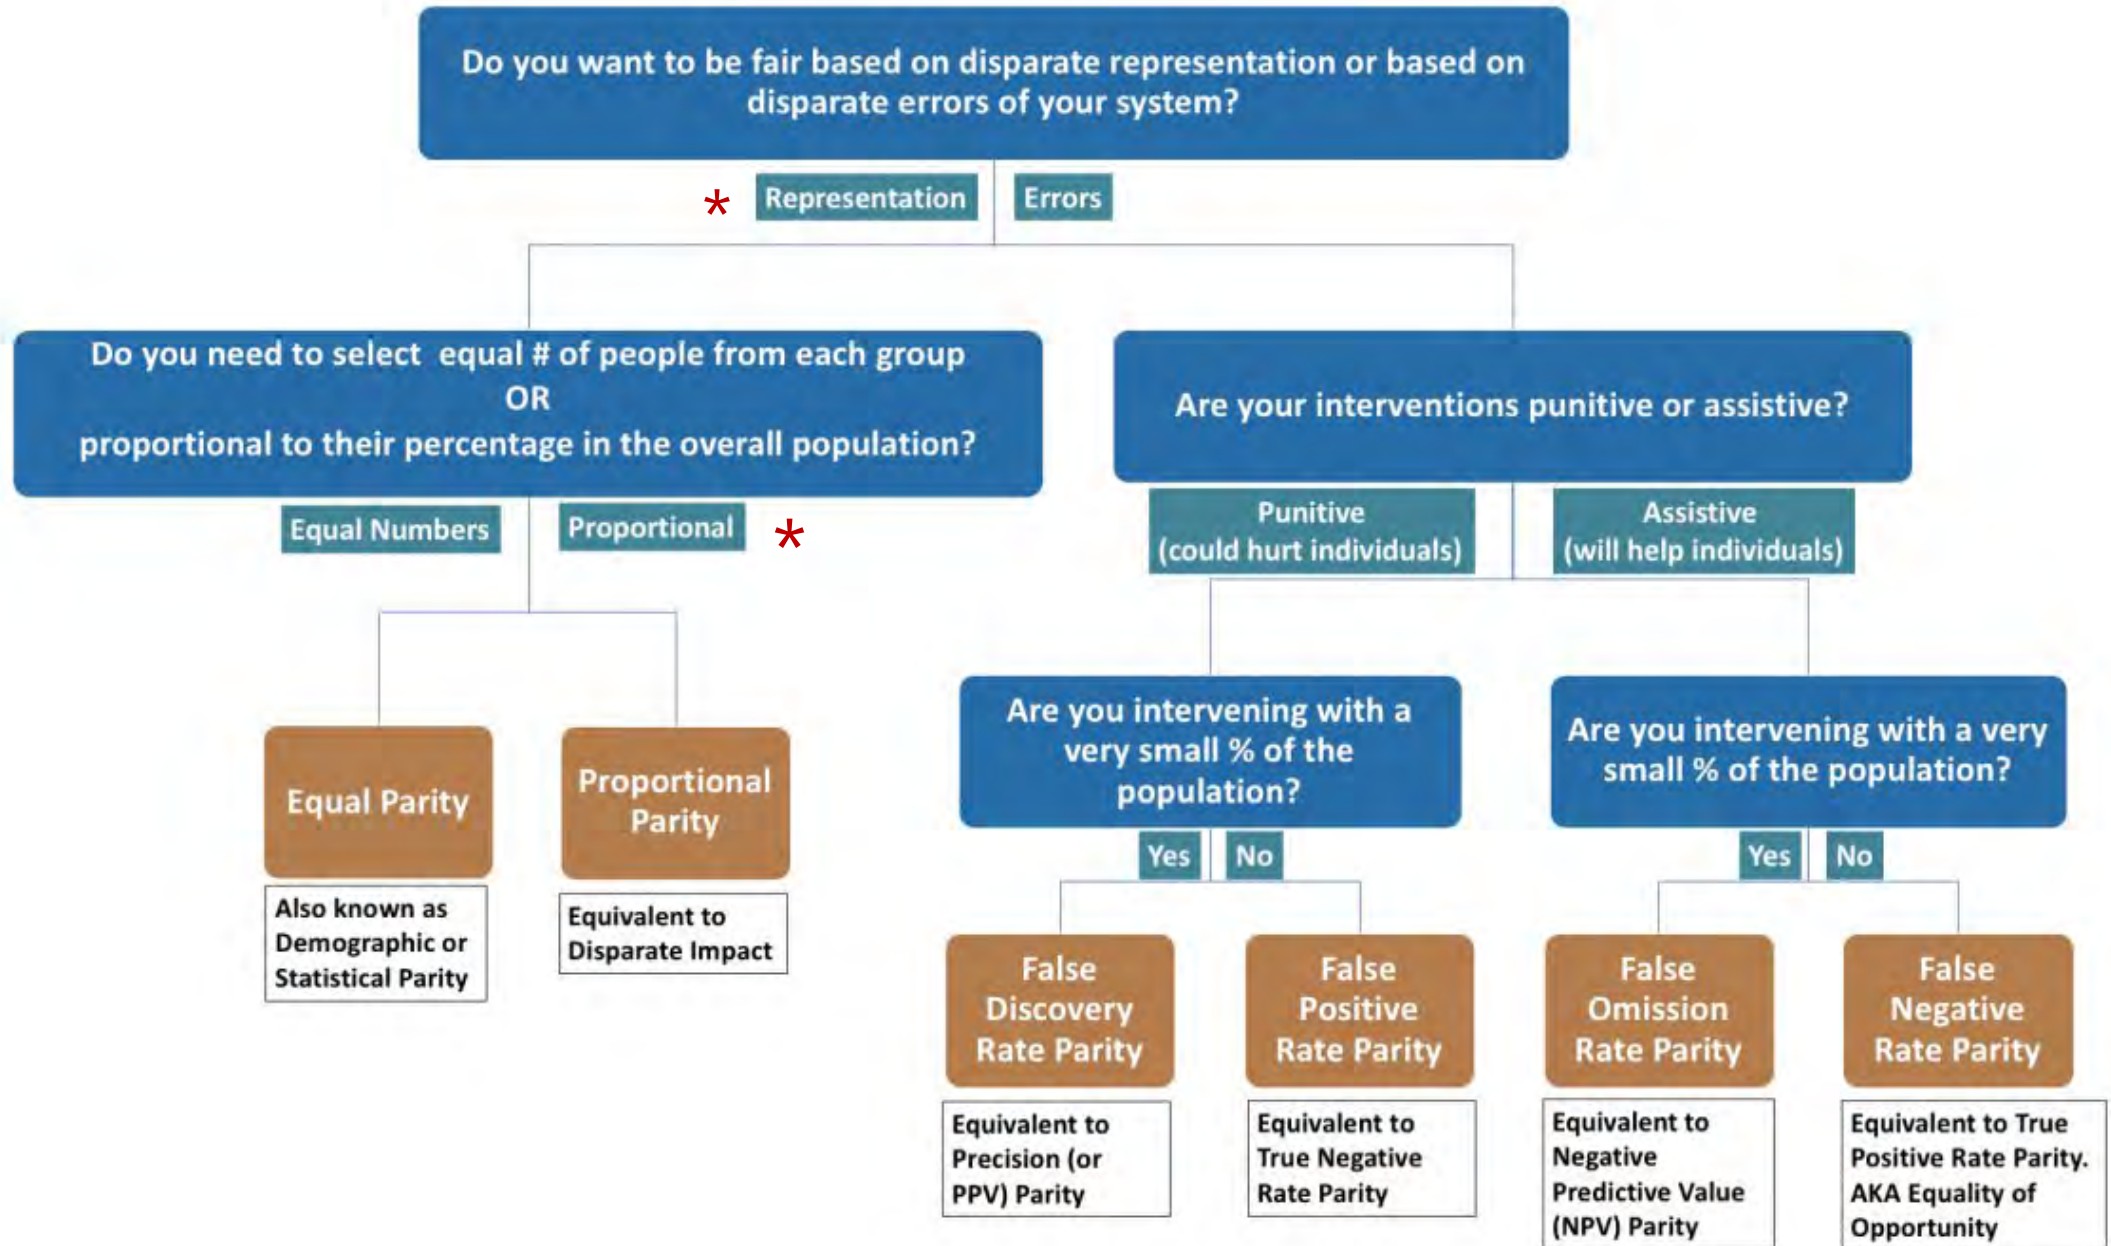 Do you want to be fair based on disparate representation or based on
disparate errors of your system?
* Representation
Errors
Do you need to select equal # of people from each group
OR
proportional to their percentage in the overall population?
Are your interventions punitive or assistive?
Equal Numbers
Proportional *
Punitive
(could hurt individuals)
Assistive
(will help individuals)
Equal Parity
Also known as
Demographic or
Statistical Parity
Proportional
Parity
Equivalent to
Disparate Impact
Are you intervening with a
very small % of the
population?
Are you intervening with a very
small % of the population?
Yes
No
Yes
No
False
Discovery
Rate Parity
Equivalent to
Precision (or
PPV) Parity
False
Positive
Rate Parity
Equivalent to
True Negative
Rate Parity
False
Omission
Rate Parity
Equivalent to
Negative
Predictive Value
(NPV) Parity
False
Negative
Rate Parity
Equivalent to True
Positive Rate Parity.
AKA Equality of
Opportunity